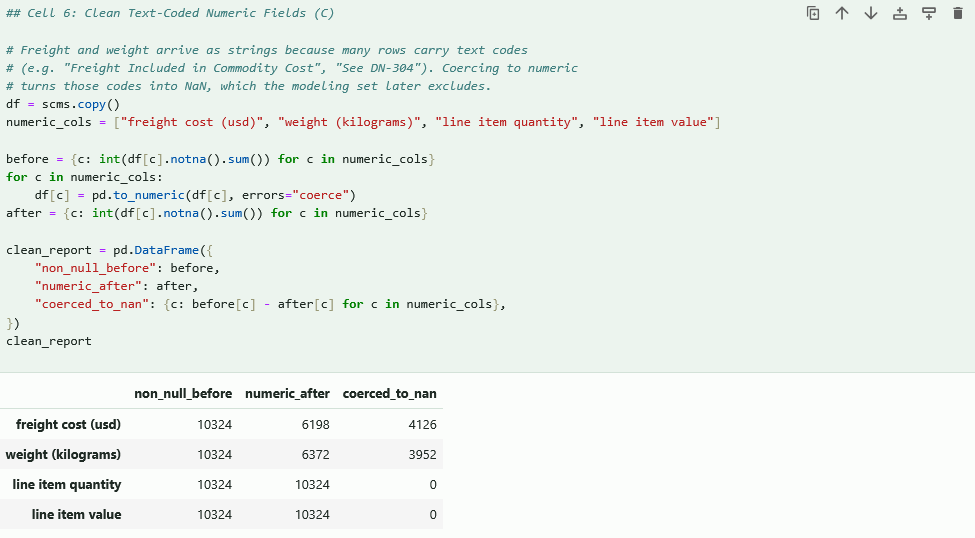 ## Cell 6: Clean Text-Coded Numeric Fields (C)
# Freight and weight arrive as strings because many rows carry text codes
# (e.g. "Freight Included in Commodity Cost", "See DN-304"). Coercing to numeric
# turns those codes into NaN, which the modeling set later excludes.
df = scms.copy()
numeric_cols = ["freight cost (usd)", "weight (kilograms)", "line item quantity", "line item value"]
before = {c: int(df[c].notna().sum()) for c in numeric_cols}
for c in numeric_cols:
    df[c] = pd.to_numeric(df[c], errors="coerce")
after = {c: int(df[c].notna().sum()) for c in numeric_cols}
clean_report = pd.DataFrame({
    "non_null_before": before,
    "numeric_after": after,
    "coerced_to_nan": {c: before[c] - after[c] for c in numeric_cols},
})
clean_report
non_null_before numeric_after coerced_to_nan
freight cost (usd) 10324 6198 4126
weight (kilograms) 10324 6372 3952
line item quantity 10324 10324 0
line item value 10324 10324 0